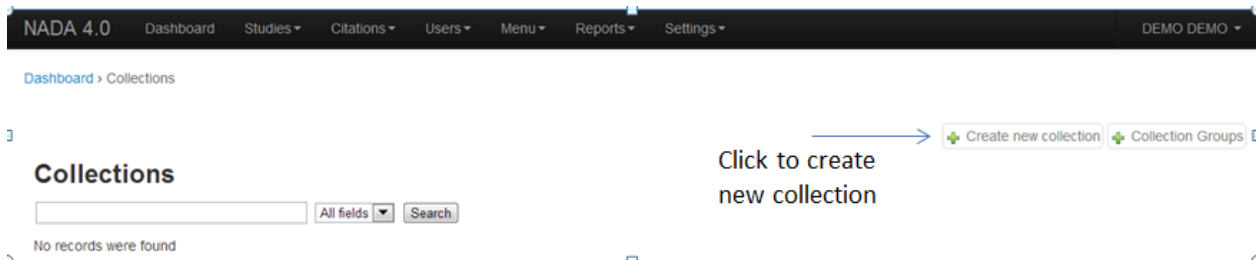 NADA 4.0 Dashboard Studies Citations Users Menu Reports Settings DEMO DEMO
Dashboard › Collections
Create new collection Collection Groups
Click to create
new collection
Collections
All fields Search
No records were found